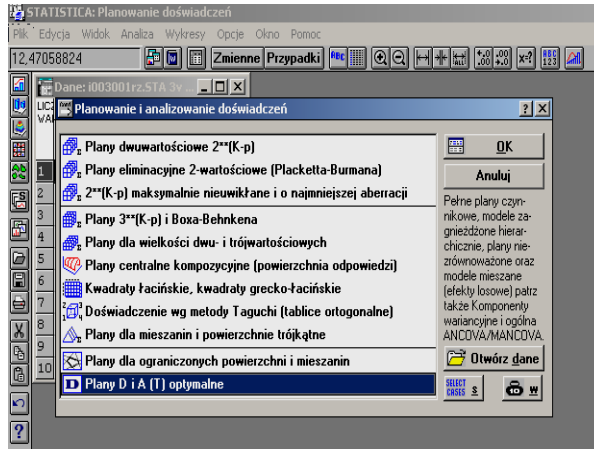 STATISTICA: Planowanie doświadczeń
Plik Edycja Widok Analiza Wykresy Opcje Okno Pomoc
12,47058824 Zmienne Przypadki ABC x=?
Dane: i003001rz.STA 3v ...
Planowanie i analizowanie doświadczeń
Plany dwuwartościowe 2**(K-p)
Plany eliminacyjne 2-wartościowe (Placketta-Burmana)
2**(K-p) maksymalnie nieuwikłane i o najmniejszej aberracji
Plany 3**(K-p) i Boxa-Behnkena
Plany dla wielkości dwu- i trójwartościowych
Plany centralne kompozycyjne (powierzchnia odpowiedzi)
Kwadraty łacińskie, kwadraty grecko-łacińskie
Doświadczenie wg metody Taguchi (tablice ortogonalne)
Plany dla mieszanin i powierzchnie trójkątne
Plany dla ograniczonych powierzchni i mieszanin
D Plany D i A (T) optymalne
OK
Anuluj
Pełne plany czyn-
nikowe, modele za-
gnieżdżone hierar-
chicznie, plany nie-
zrównoważone oraz
modele mieszane
(efekty losowe) patrz
także Komponenty
wariancyjne i ogólna
ANCOVA/MANCOVA.
Otwórz dane
SELECT CASES S
W
1
2
3
4
5
6
7
8
9
10